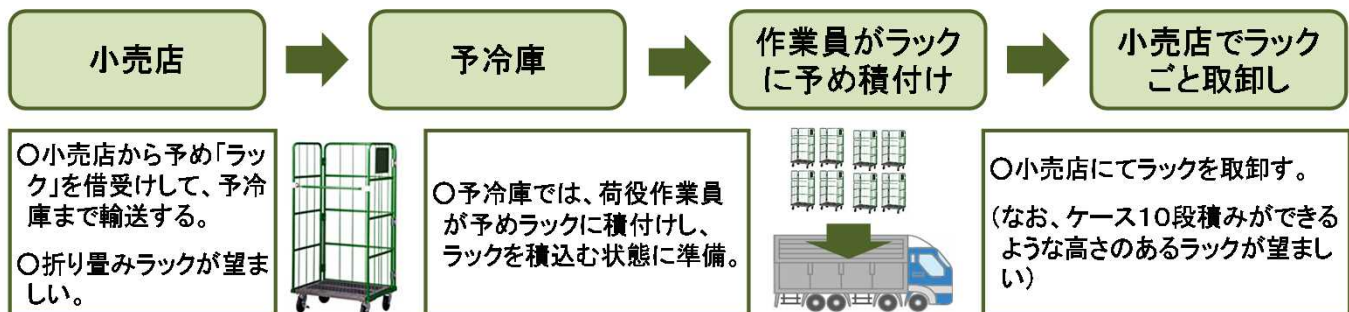 小売店
予冷庫
作業員がラック
に予め積付け
小売店でラック
ごと取卸し
○小売店から予め「ラッ
ク」を借受けして、予冷
庫まで輸送する。
○折り畳みラックが望ま
しい。
○予冷庫では、荷役作業員
が予めラックに積付けし、
ラックを積込む状態に準備。
○小売店にてラックを取卸す。
(なお、ケース10段積みができる
ような高さのあるラックが望まし
い)